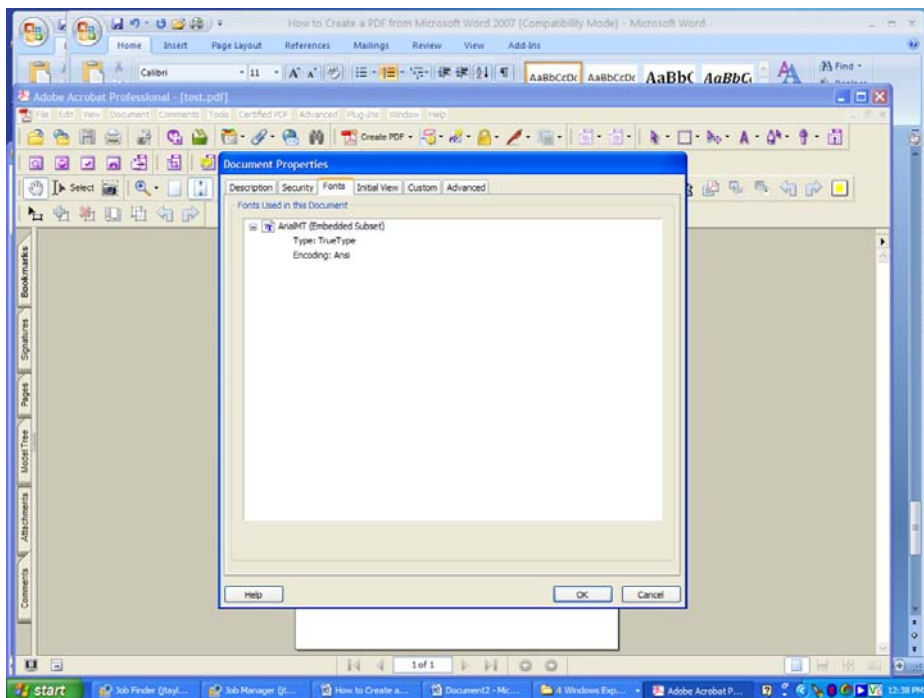 How to Create a PDF from Microsoft Word 2007 [Compatibility Mode] - Microsoft Word
Home Insert Page Layout References Mailings Review View Add-Ins
Calibri 11 AaBbCcDc AaBbCcDc AaBbC AaBbC Find
Adobe Acrobat Professional - [test.pdf]
File Edit View Document Comments Tools Certified PDF Advanced Plug-Ins Window Help
Create PDF
Document Properties
Select
Description Security Fonts Initial View Custom Advanced
Fonts Used in this Document
ArialMT (Embedded Subset)
Type: TrueType
Encoding: Ansi
Bookmarks
Signatures
Pages
Model Tree
Attachments
Comments
Help OK Cancel
1 of 1
start Job Finder (jtayl... Job Manager (jt... How to Create a... Document2 - Mic... 4 Windows Exp... Adobe Acrobat P...